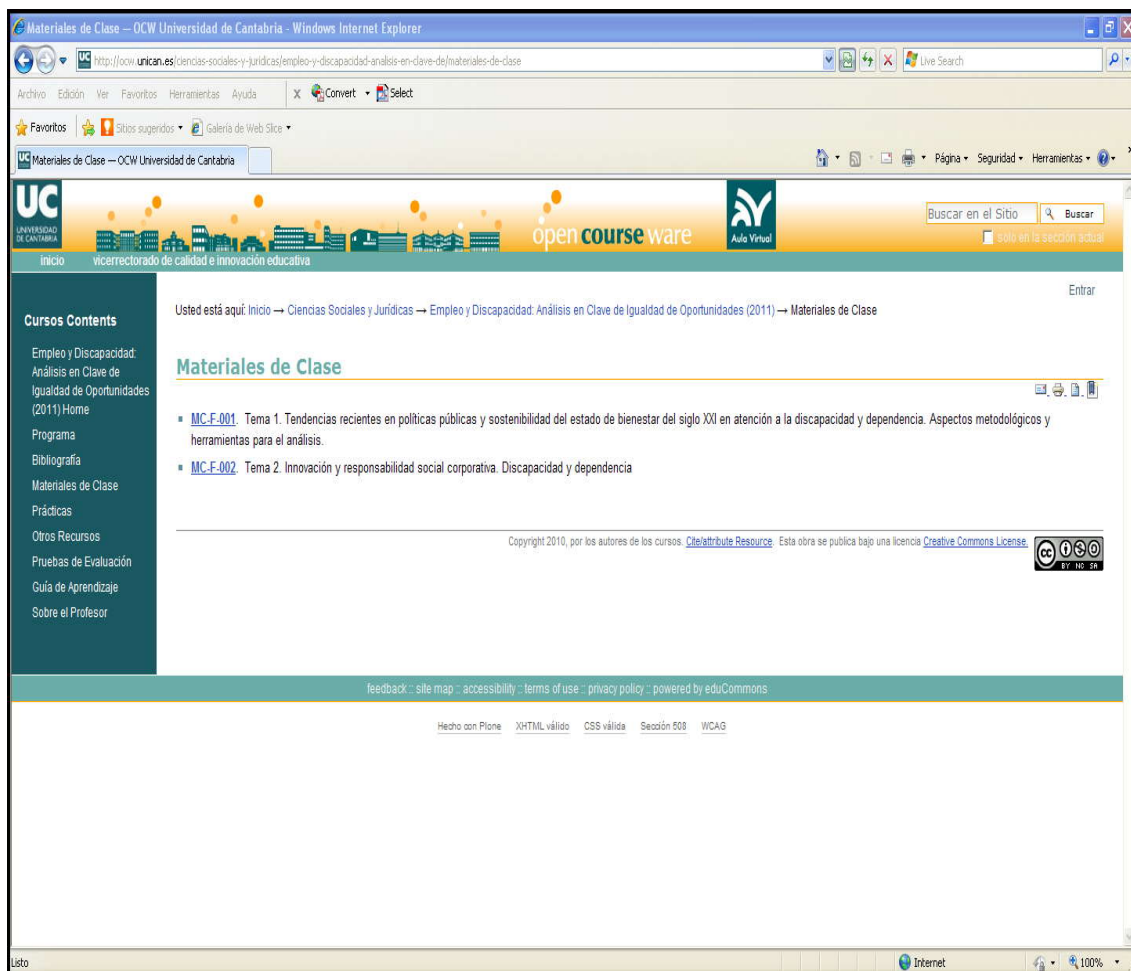 Materiales de Clase — OCW Universidad de Cantabria - Windows Internet Explorer
http://ocw.unican.es/ciencias-sociales-y-juridicas/empleo-y-discapacidad-analisis-en-clave-de/materiales-de-clase
Live Search
Archivo Edición Ver Favoritos Herramientas Ayuda X Convert Select
Favoritos Sitios sugeridos Galería de Web Slice
UC Materiales de Clase — OCW Universidad de Cantabria Página Seguridad Herramientas
UC
UNIVERSIDAD
DE CANTABRIA
open course ware
Aula Virtual
Buscar en el Sitio Buscar
solo en la sección actual
inicio vicerrectorado de calidad e innovación educativa
Entrar
Usted está aquí: Inicio → Ciencias Sociales y Jurídicas → Empleo y Discapacidad: Análisis en Clave de Igualdad de Oportunidades (2011) → Materiales de Clase
Cursos Contents
Empleo y Discapacidad:
Análisis en Clave de
Igualdad de Oportunidades
(2011) Home
Programa
Bibliografía
Materiales de Clase
Prácticas
Otros Recursos
Pruebas de Evaluación
Guía de Aprendizaje
Sobre el Profesor
Materiales de Clase
MC-F-001. Tema 1. Tendencias recientes en políticas públicas y sostenibilidad del estado de bienestar del siglo XXI en atención a la discapacidad y dependencia. Aspectos metodológicos y
herramientas para el análisis.
MC-F-002. Tema 2. Innovación y responsabilidad social corporativa. Discapacidad y dependencia
Copyright 2010, por los autores de los cursos. Cite/attribute Resource. Esta obra se publica bajo una licencia Creative Commons License.
cc BY NC SA
feedback :: site map :: accessibility :: terms of use :: privacy policy :: powered by eduCommons
Hecho con Plone XHTML válido CSS válida Sección 508 WCAG
Listo Internet 100%